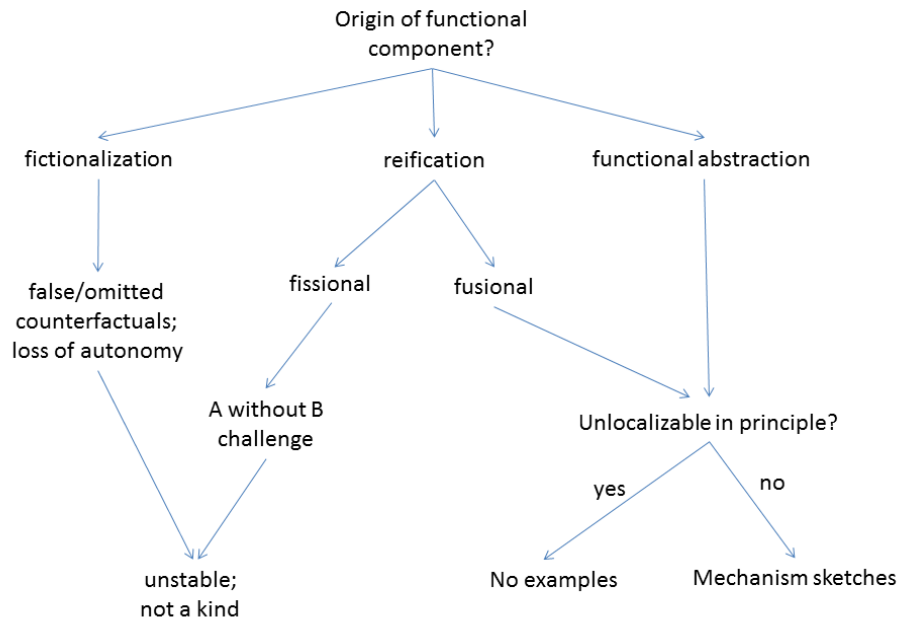 Origin of functional
component?
fictionalization
reification
functional abstraction
fissional
fusional
false/omitted
counterfactuals;
loss of autonomy
A without B
challenge
Unlocalizable in principle?
yes
no
unstable;
not a kind
No examples
Mechanism sketches